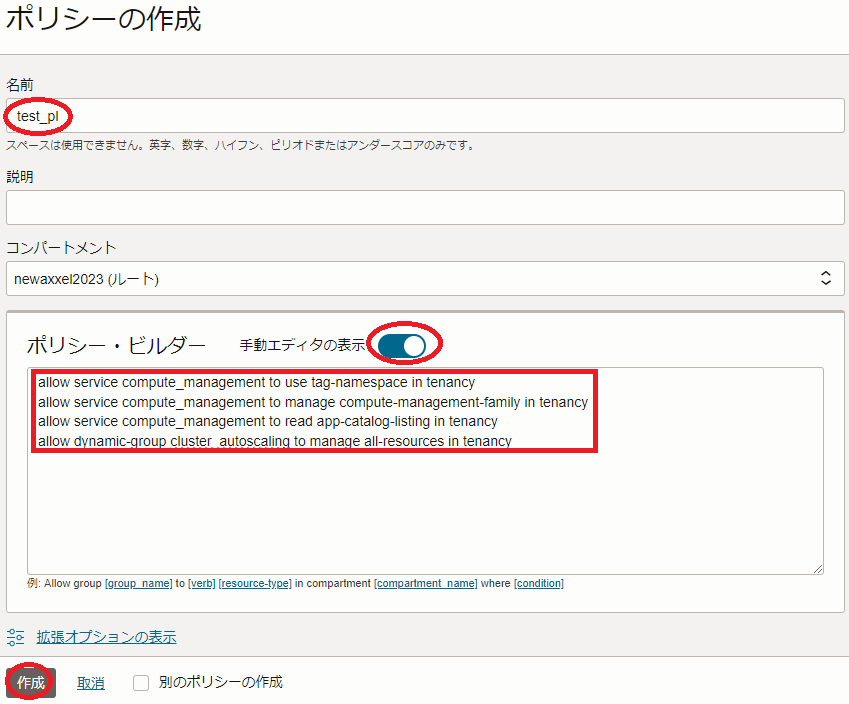 ポリシーの作成
名前
test_pl
スペースは使用できません。英字、数字、ハイフン、ピリオドまたはアンダースコアのみです。
説明
コンパートメント
newaxxel2023 (ルート)
ポリシー・ビルダー 手動エディタの表示
allow service compute_management to use tag-namespace in tenancy
allow service compute_management to manage compute-management-family in tenancy
allow service compute_management to read app-catalog-listing in tenancy
allow dynamic-group cluster_autoscaling to manage all-resources in tenancy
例: Allow group [group_name] to [verb] [resource-type] in compartment [compartment_name] where [condition]
拡張オプションの表示
作成 取消 別のポリシーの作成